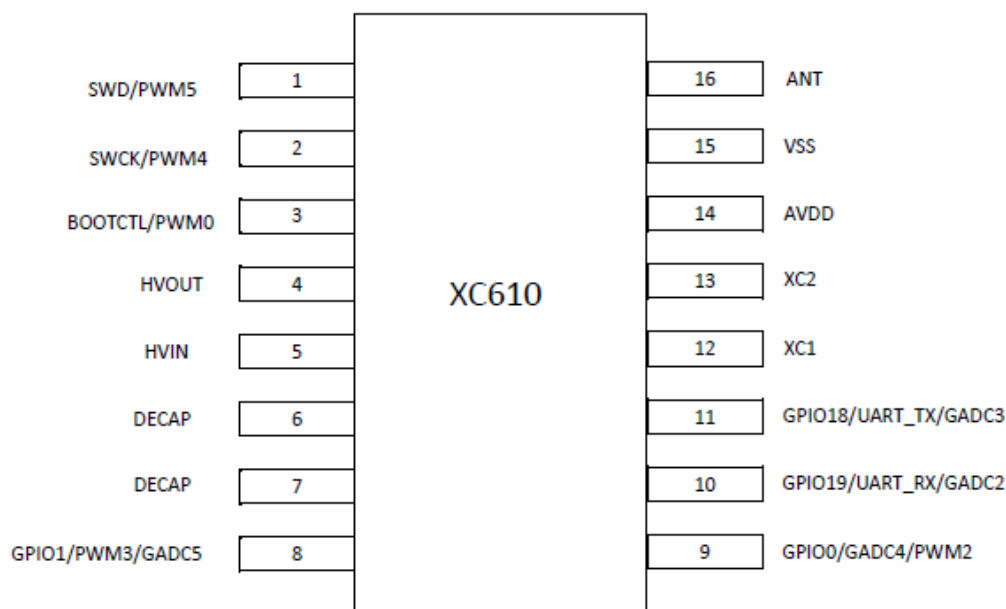 SWD/PWM5 1 16 ANT
SWCK/PWM4 2 15 VSS
BOOTCTL/PWM0 3 14 AVDD
HVOUT 4 XC610 13 XC2
HVIN 5 12 XC1
DECAP 6 11 GPIO18/UART_TX/GADC3
DECAP 7 10 GPIO19/UART_RX/GADC2
GPIO1/PWM3/GADC5 8 9 GPIO0/GADC4/PWM2